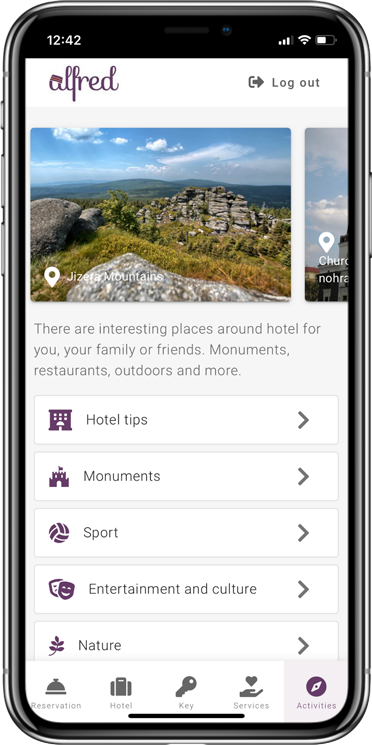 12:42
alfred
Log out
Jizera Mountains
Churc
nohra
There are interesting places around hotel for
you, your family or friends. Monuments,
restaurants, outdoors and more.
Hotel tips
Monuments
Sport
Entertainment and culture
Nature
Reservation
Hotel
Key
Services
Activities